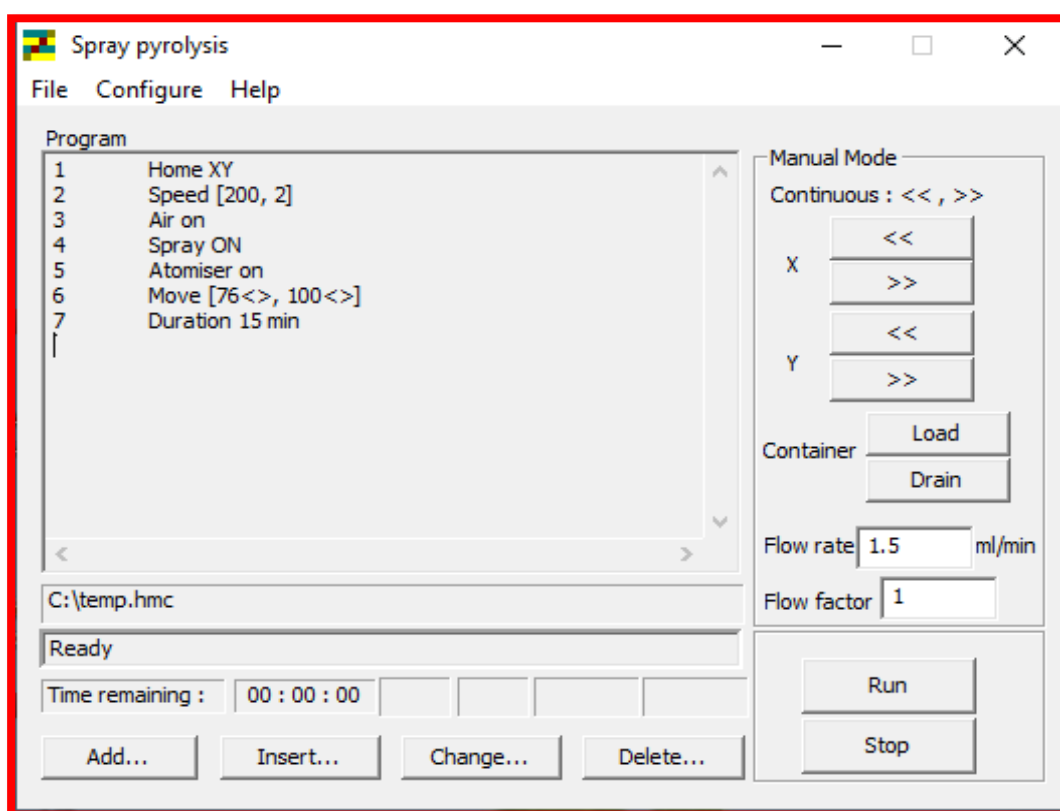 Spray pyrolysis
File Configure Help
Program
1 Home XY
2 Speed [200, 2]
3 Air on
4 Spray ON
5 Atomiser on
6 Move [76<>, 100<>]
7 Duration 15 min
C:\temp.hmc
Ready
Time remaining : 00 : 00 : 00
Add... Insert... Change... Delete...
Manual Mode
Continuous : << , >>
X
<<
>>
Y
<<
>>
Container
Load
Drain
Flow rate 1.5 ml/min
Flow factor 1
Run
Stop